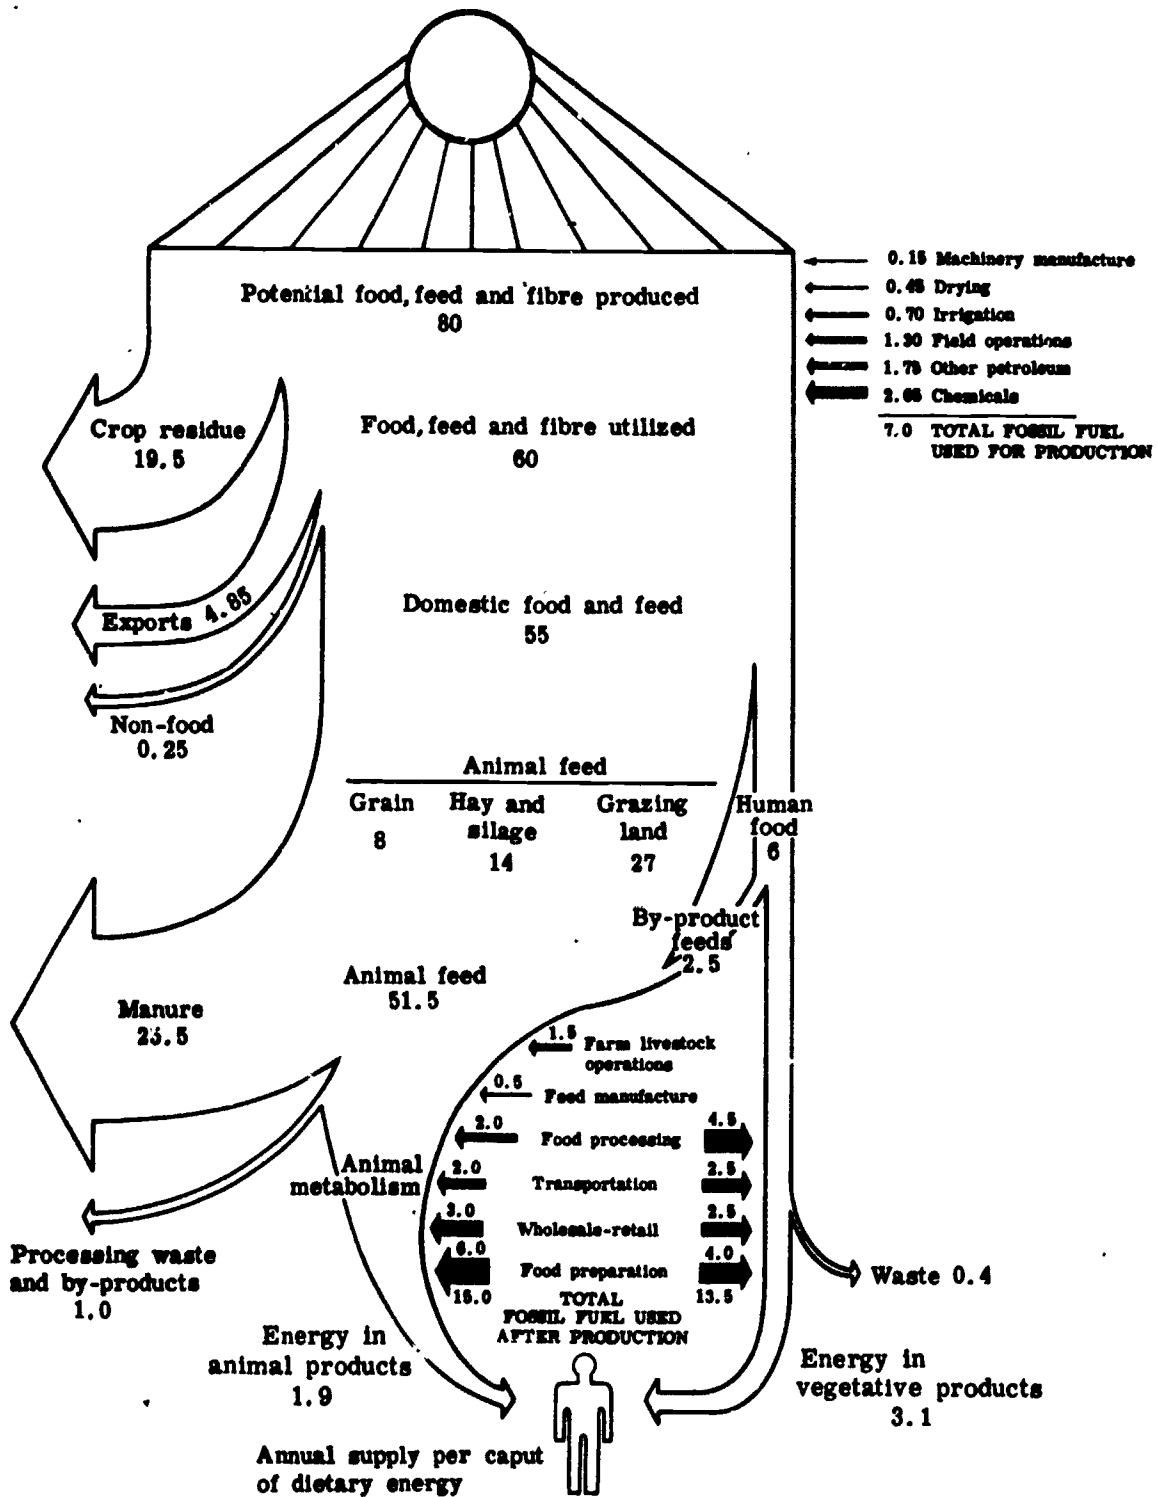 Potential food, feed and fibre produced
80
0.15 Machinery manufacture
0.45 Drying
0.70 Irrigation
1.30 Field operations
1.75 Other petroleum
2.65 Chemicals
7.0 TOTAL FOSSIL FUEL
USED FOR PRODUCTION
Crop residue
19.5
Food, feed and fibre utilized
60
Exports 4.85
Domestic food and feed
55
Non-food
0.25
Animal feed
Grain
8
Hay and
silage
14
Grazing
land
27
Human
food
6
By-product
feeds
2.5
Animal feed
51.5
Manure
1.5 Farm livestock
operations
0.5 Feed manufacture
2.0 Food processing 4.5
Animal
metabolism
2.0 Transportation 2.5
3.0 Wholesale-retail 2.5
6.0 Food preparation 4.0
15.0 TOTAL 13.5
FOSSIL FUEL USED
AFTER PRODUCTION
Processing waste
and by-products
1.0
Waste 0.4
Energy in
animal products
1.9
Energy in
vegetative products
3.1
Annual supply per caput
of dietary energy